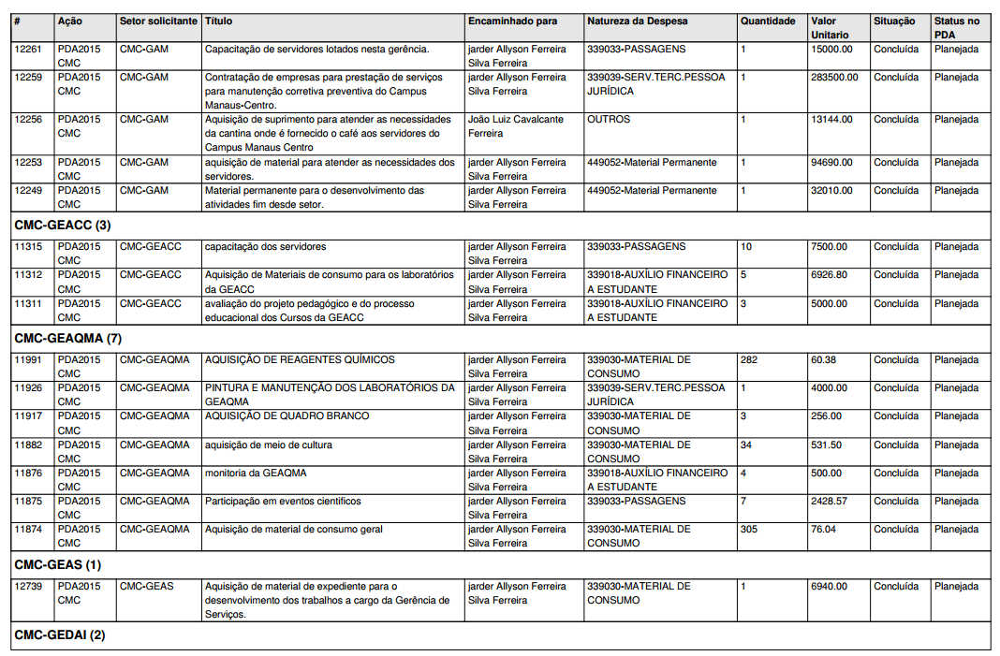 # Ação Setor solicitante Título Encaminhado para Natureza da Despesa Quantidade Valor Situação Status no
Unitario PDA
12261 PDA2015 CMC-GAM Capacitação de servidores lotados nesta gerência. jarder Allyson Ferreira 339033-PASSAGENS 1 15000.00 Concluída Planejada
CMC Silva Ferreira
12259 PDA2015 CMC-GAM Contratação de empresas para prestação de serviços jarder Allyson Ferreira 339039-SERV.TERC.PESSOA 1 283500.00 Concluída Planejada
CMC para manutenção corretiva preventiva do Campus Silva Ferreira JURÍDICA
Manaus-Centro.
12256 PDA2015 CMC-GAM Aquisição de suprimento para atender as necessidades João Luiz Cavalcante OUTROS 1 13144.00 Concluída Planejada
CMC da cantina onde é fornecido o café aos servidores do Ferreira
Campus Manaus Centro
12253 PDA2015 CMC-GAM aquisição de material para atender as necessidades dos jarder Allyson Ferreira 449052-Material Permanente 1 94690.00 Concluída Planejada
CMC servidores. Silva Ferreira
12249 PDA2015 CMC-GAM Material permanente para o desenvolvimento das jarder Allyson Ferreira 449052-Material Permanente 1 32010.00 Concluída Planejada
CMC atividades fim desde setor. Silva Ferreira
CMC-GEACC (3)
11315 PDA2015 CMC-GEACC capacitação dos servidores jarder Allyson Ferreira 339033-PASSAGENS 10 7500.00 Concluída Planejada
CMC Silva Ferreira
11312 PDA2015 CMC-GEACC Aquisição de Materiais de consumo para os laboratórios jarder Allyson Ferreira 339018-AUXÍLIO FINANCEIRO 5 6926.80 Concluída Planejada
CMC da GEACC Silva Ferreira A ESTUDANTE
11311 PDA2015 CMC-GEACC avaliação do projeto pedagógico e do processo jarder Allyson Ferreira 339018-AUXÍLIO FINANCEIRO 3 5000.00 Concluída Planejada
CMC educacional dos Cursos da GEACC Silva Ferreira A ESTUDANTE
CMC-GEAQMA (7)
11991 PDA2015 CMC-GEAQMA AQUISIÇÃO DE REAGENTES QUÍMICOS jarder Allyson Ferreira 339030-MATERIAL DE 282 60.38 Concluída Planejada
CMC Silva Ferreira CONSUMO
11926 PDA2015 CMC-GEAQMA PINTURA E MANUTENÇÃO DOS LABORATÓRIOS DA jarder Allyson Ferreira 339039-SERV.TERC.PESSOA 1 4000.00 Concluída Planejada
CMC GEAQMA Silva Ferreira JURÍDICA
11917 PDA2015 CMC-GEAQMA AQUISIÇÃO DE QUADRO BRANCO jarder Allyson Ferreira 339030-MATERIAL DE 3 256.00 Concluída Planejada
CMC Silva Ferreira CONSUMO
11882 PDA2015 CMC-GEAQMA aquisição de meio de cultura jarder Allyson Ferreira 339030-MATERIAL DE 34 531.50 Concluída Planejada
CMC Silva Ferreira CONSUMO
11876 PDA2015 CMC-GEAQMA monitoria da GEAQMA jarder Allyson Ferreira 339018-AUXÍLIO FINANCEIRO 4 500.00 Concluída Planejada
CMC Silva Ferreira A ESTUDANTE
11875 PDA2015 CMC-GEAQMA Participação em eventos cientificos jarder Allyson Ferreira 339033-PASSAGENS 7 2428.57 Concluída Planejada
CMC Silva Ferreira
11874 PDA2015 CMC-GEAQMA Aquisição de material de consumo geral jarder Allyson Ferreira 339030-MATERIAL DE 305 76.04 Concluída Planejada
CMC Silva Ferreira CONSUMO
CMC-GEAS (1)
12739 PDA2015 CMC-GEAS Aquisição de material de expediente para o jarder Allyson Ferreira 339030-MATERIAL DE 1 6940.00 Concluída Planejada
CMC desenvolvimento dos trabalhos a cargo da Gerência de Silva Ferreira CONSUMO
Serviços.
CMC-GEDAI (2)